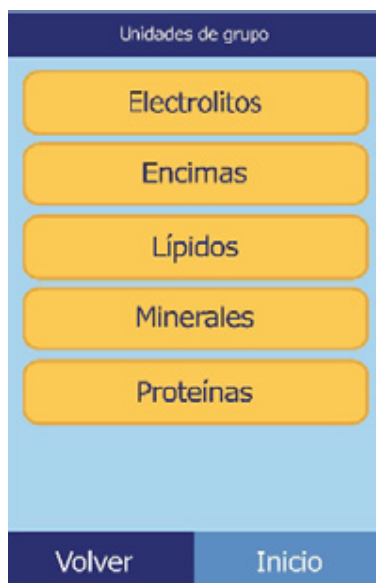 Unidades de grupo
Electrolitos
Encimas
Lípidos
Minerales
Proteínas
Volver Inicio